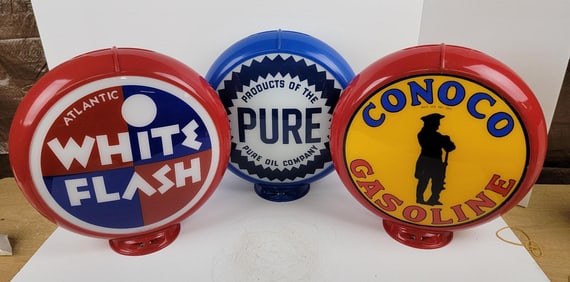 ATLANTIC
WHITE
FLASH
PRODUCTS OF THE
PURE
PURE OIL COMPANY
CONOCO
GASOLINE